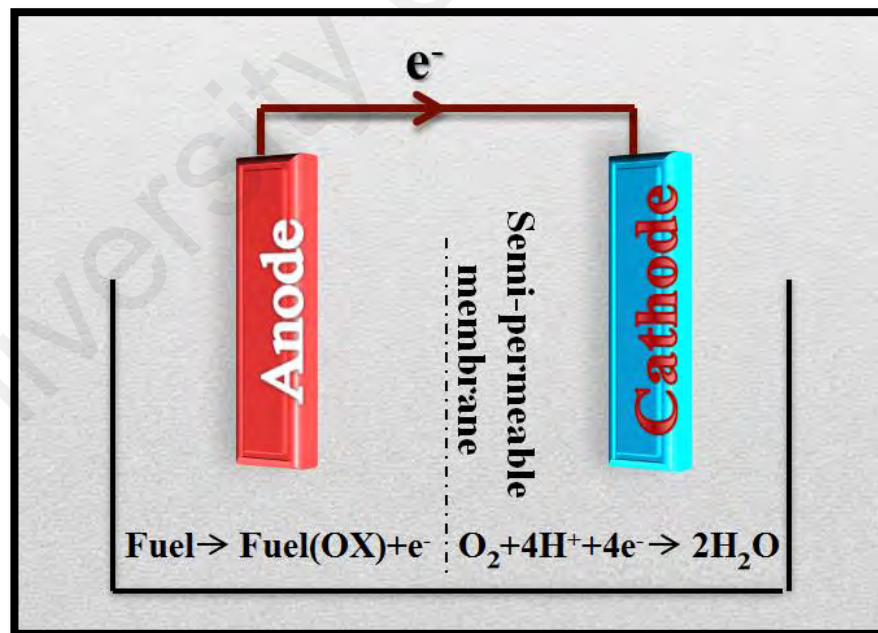 e⁻
Anode
Semi-permeable
membrane
Cathode
Fuel→ Fuel(OX)+e⁻
O₂+4H⁺+4e⁻→ 2H₂O